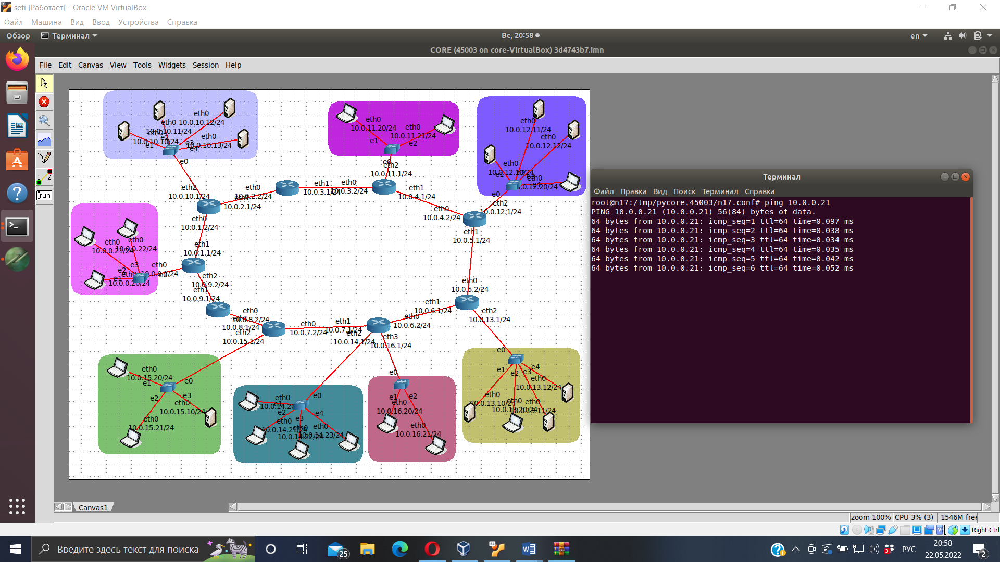 seti [Работает] - Oracle VM VirtualBox
Файл Машина Вид Ввод Устройства Справка
Обзор Терминал Вс, 20:58 en
CORE (45003 on core-VirtualBox) 3d4743b7.imn
File Edit Canvas View Tools Widgets Session Help
eth0
10.0.10.12/24
eth0
10.0.10.11/24
eth0
10.0.10.10/24
eth0
10.0.10.13/24
e1
e2
e3
e4
e0
eth0
10.0.11.20/24
eth0
10.0.11.21/24
e1
e2
e0
eth2
10.0.11.1/24
eth0
10.0.12.11/24
eth0
10.0.12.12/24
eth0
10.0.12.10/24
eth0
10.0.12.20/24
e1
e2
e3
e4
e0
eth2
10.0.12.1/24
eth2
10.0.10.1/24
eth0
10.0.2.2/24
eth1
10.0.2.1/24
eth1
10.0.3.1/24
eth0
10.0.3.2/24
eth1
10.0.4.1/24
eth0
10.0.4.2/24
eth1
10.0.5.1/24
eth0
10.0.1.2/24
eth1
10.0.1.1/24
eth0
10.0.0.21/24
eth0
10.0.0.22/24
e3
e2
e1
eth0
10.0.0.20/24
eth0
10.0.0.1/24
e0
eth2
10.0.9.2/24
eth1
10.0.9.1/24
eth0
10.0.8.2/24
eth1
10.0.8.1/24
eth2
10.0.15.1/24
eth0
10.0.7.2/24
eth1
10.0.7.1/24
eth2
10.0.14.1/24
eth3
10.0.16.1/24
eth0
10.0.6.2/24
eth1
10.0.6.1/24
eth0
10.0.5.2/24
eth2
10.0.13.1/24
eth0
10.0.15.20/24
e1
e0
e2
e3
eth0
10.0.15.10/24
eth0
10.0.15.21/24
eth0
10.0.14.20
e1
e0
e2
e3
e4
eth0
10.0.14.21/24
eth0
10.0.14.22/24
eth0
10.0.14.23/24
e0
e1
e2
eth0
10.0.16.20/24
eth0
10.0.16.21/24
e0
e1
e2
e3
e4
eth0
10.0.13.12/24
eth0
10.0.13.10/24
eth0
10.0.13.20/24
eth0
10.0.13.11/24
1 2
run
Терминал
Файл Правка Вид Поиск Терминал Справка
root@n17:/tmp/pycore.45003/n17.conf# ping 10.0.0.21
PING 10.0.0.21 (10.0.0.21) 56(84) bytes of data.
64 bytes from 10.0.0.21: icmp_seq=1 ttl=64 time=0.097 ms
64 bytes from 10.0.0.21: icmp_seq=2 ttl=64 time=0.038 ms
64 bytes from 10.0.0.21: icmp_seq=3 ttl=64 time=0.034 ms
64 bytes from 10.0.0.21: icmp_seq=4 ttl=64 time=0.035 ms
64 bytes from 10.0.0.21: icmp_seq=5 ttl=64 time=0.042 ms
64 bytes from 10.0.0.21: icmp_seq=6 ttl=64 time=0.052 ms
Canvas1
zoom 100% CPU 3% (3) 1546M free
Right Ctrl
Введите здесь текст для поиска
25
РУС
20:58
22.05.2022
2